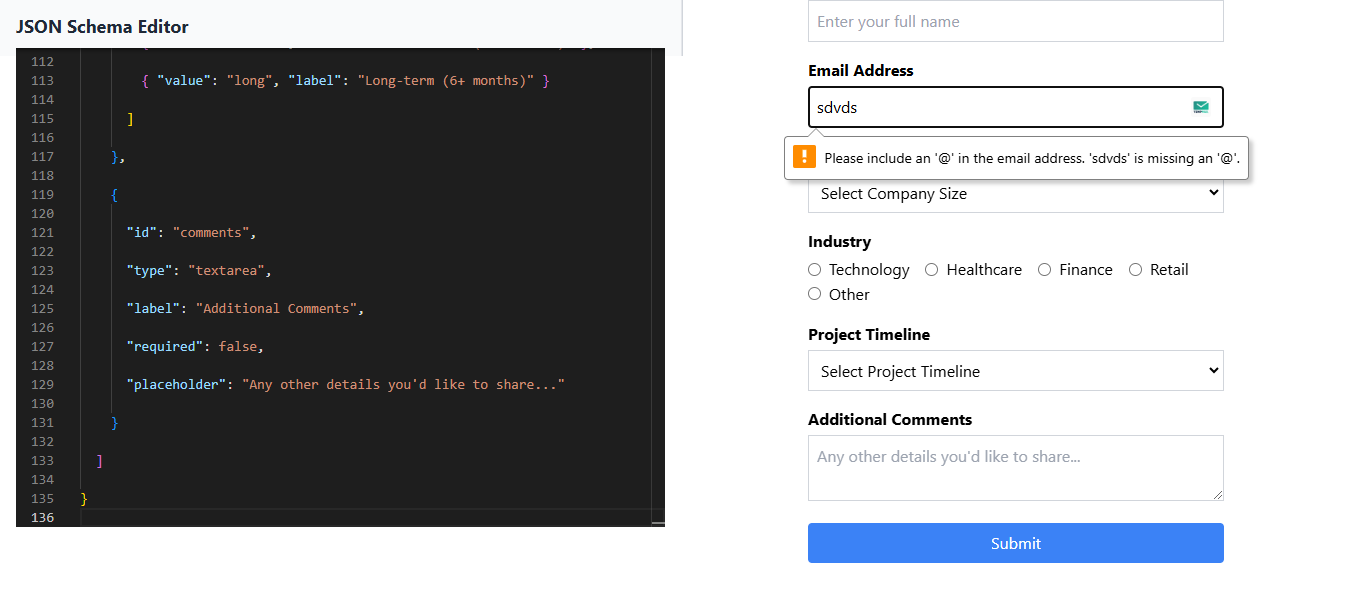 JSON Schema Editor
112
113 { "value": "long", "label": "Long-term (6+ months)" }
114
115 ]
116
117 },
118
119 {
120
121 "id": "comments",
122
123 "type": "textarea",
124
125 "label": "Additional Comments",
126
127 "required": false,
128
129 "placeholder": "Any other details you'd like to share..."
130
131 }
132
133 ]
134
135 }
136
Enter your full name
Email Address
sdvds
Please include an '@' in the email address. 'sdvds' is missing an '@'.
Select Company Size
Industry
Technology Healthcare Finance Retail
Other
Project Timeline
Select Project Timeline
Additional Comments
Any other details you'd like to share...
Submit